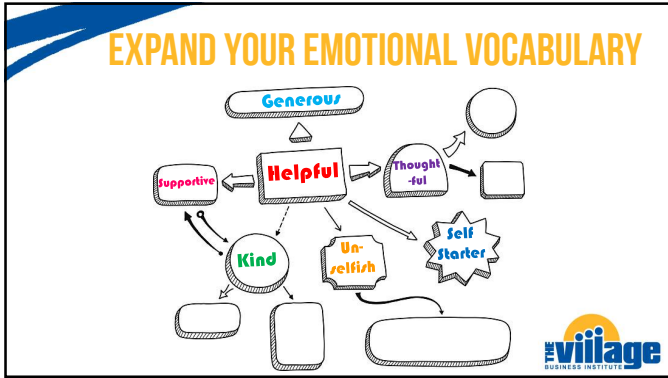 EXPAND YOUR EMOTIONAL VOCABULARY
Generous
Supportive
Helpful
Thought
-ful
Kind
Un-
selfish
Self
Starter
THE
village
BUSINESS INSTITUTE